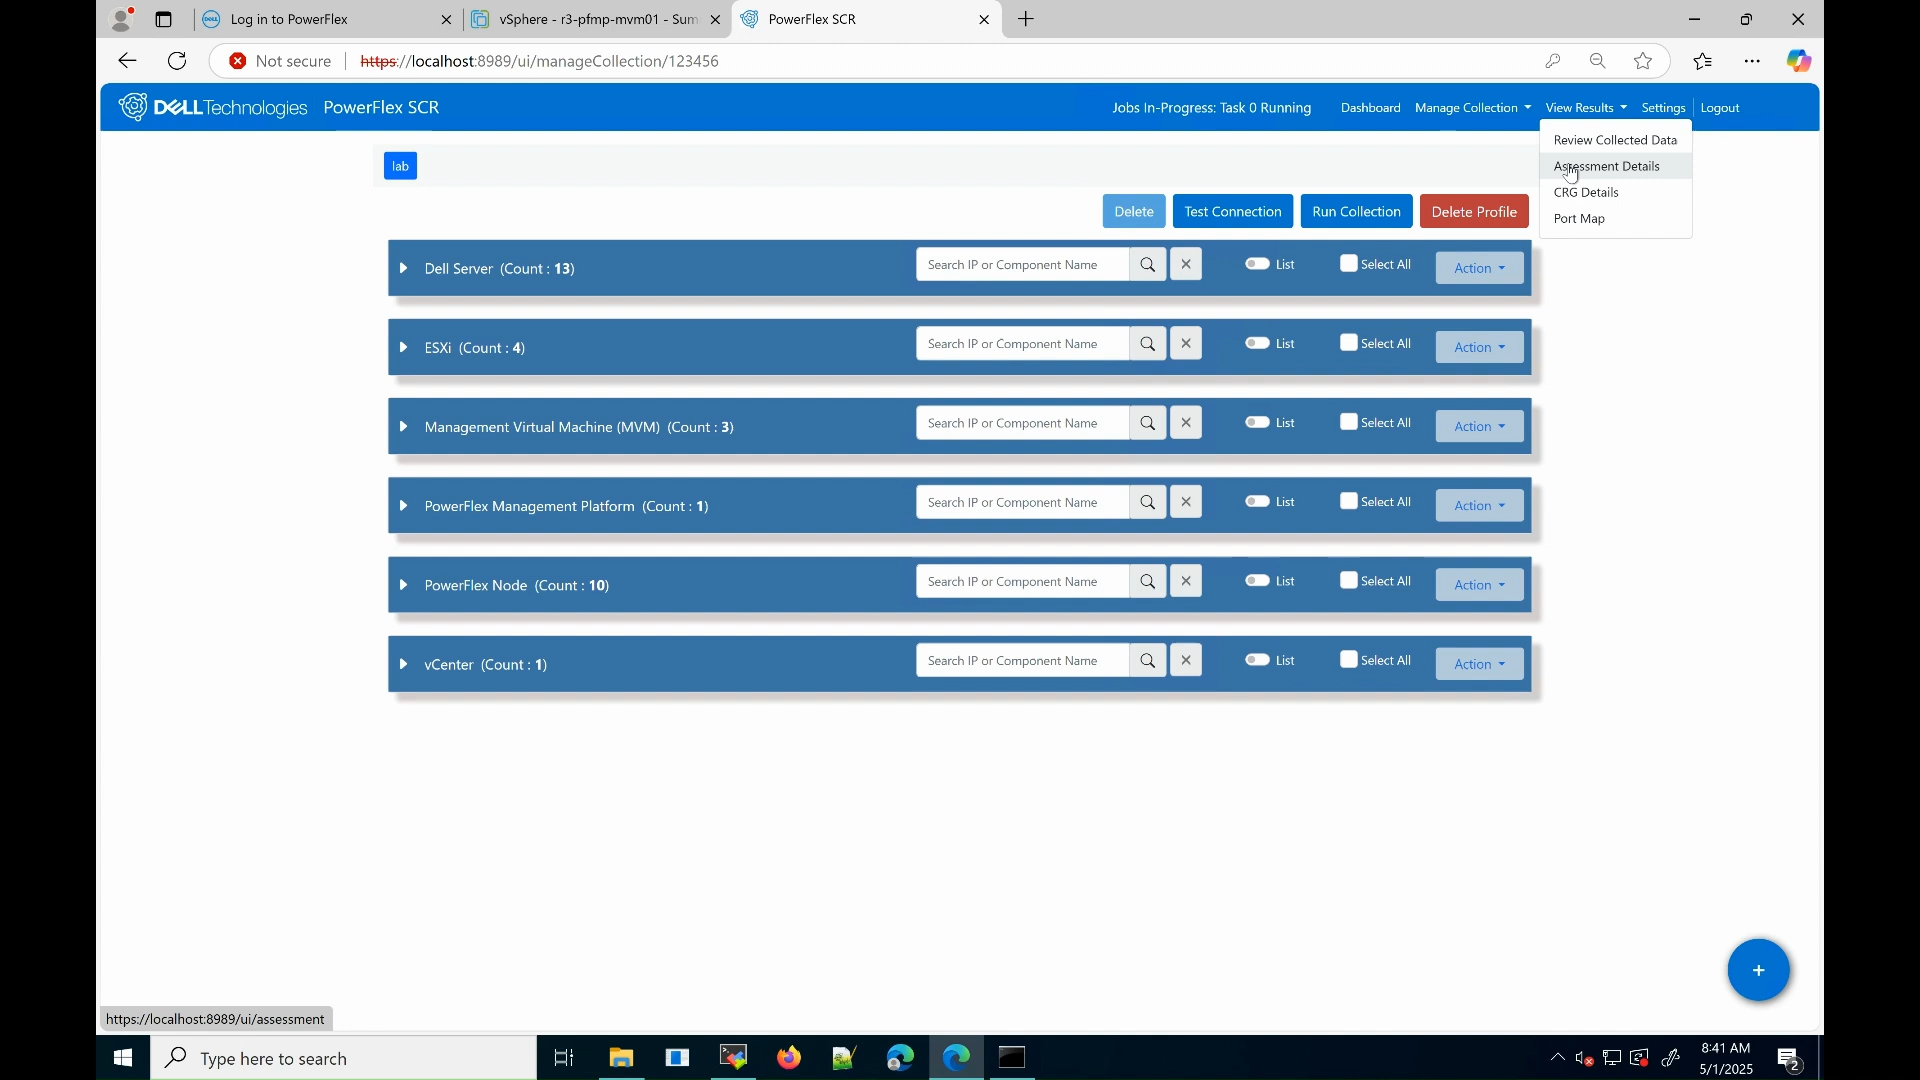 Log in to PowerFlex
vSphere - r3-pfmp-mvm01 - Sum
PowerFlex SCR
Not secure
https://localhost:8989/ui/manageCollection/123456
DELLTechnologies PowerFlex SCR
Jobs In-Progress: Task 0 Running
Dashboard Manage Collection View Results Settings Logout
Review Collected Data
lab
Assessment Details
CRG Details
Delete Test Connection Run Collection Delete Profile
Port Map
Dell Server (Count : 13) Search IP or Component Name List Select All Action
ESXi (Count : 4) Search IP or Component Name List Select All Action
Management Virtual Machine (MVM) (Count : 3) Search IP or Component Name List Select All Action
PowerFlex Management Platform (Count : 1) Search IP or Component Name List Select All Action
PowerFlex Node (Count : 10) Search IP or Component Name List Select All Action
vCenter (Count : 1) Search IP or Component Name List Select All Action
+
https://localhost:8989/ui/assessment
Type here to search
8:41 AM
5/1/2025
2